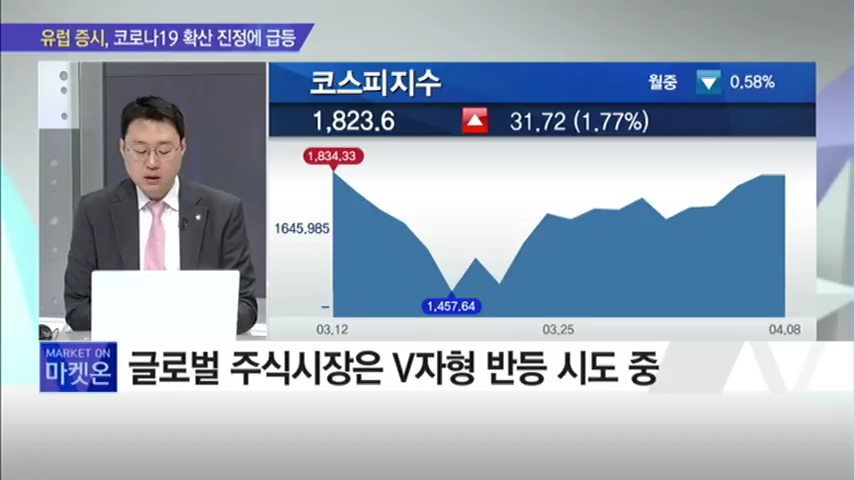 유럽 증시, 코로나19 확산 진정에 급등
코스피지수 월중 ▼ 0.58%
1,823.6 ▲ 31.72 (1.77%)
1,834.33
1645.985
1,457.64
03.12 03.25 04.08
MARKET ON
마켓온
글로벌 주식시장은 V자형 반등 시도 중